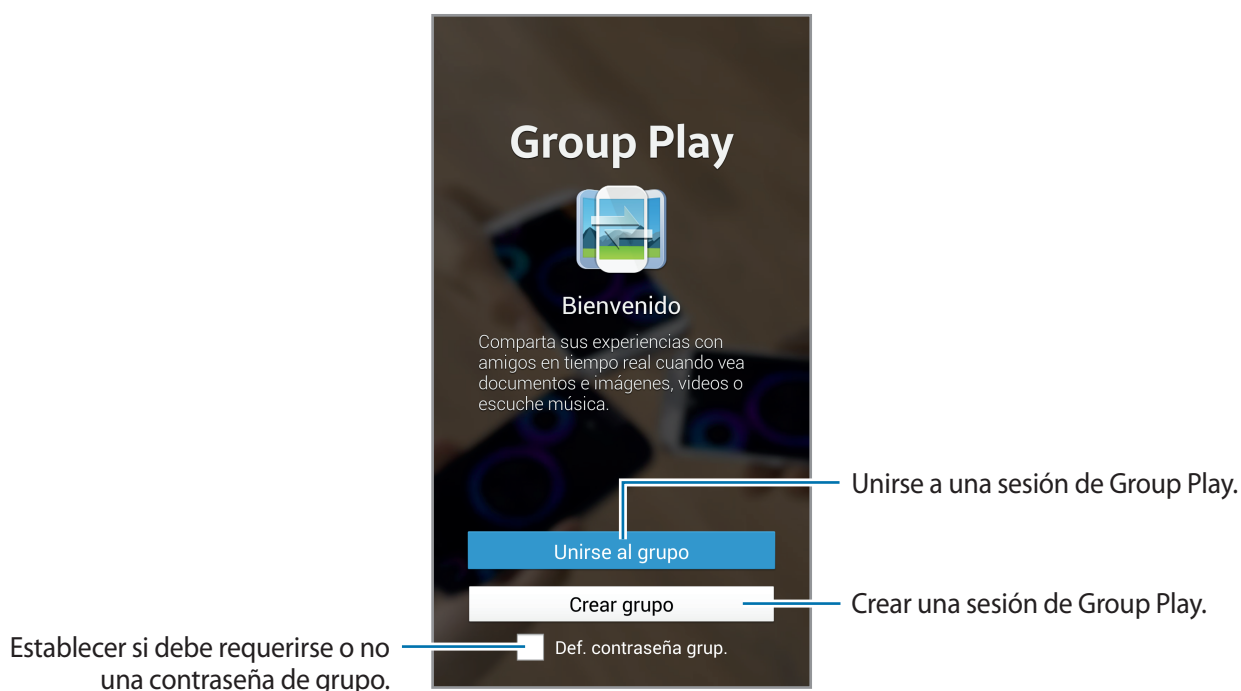 Group Play
Bienvenido
Comparta sus experiencias con
amigos en tiempo real cuando vea
documentos e imágenes, videos o
escuche música.
Unirse a una sesión de Group Play.
Unirse al grupo
Crear grupo
Crear una sesión de Group Play.
Establecer si debe requerirse o no
una contraseña de grupo.
Def. contraseña grup.